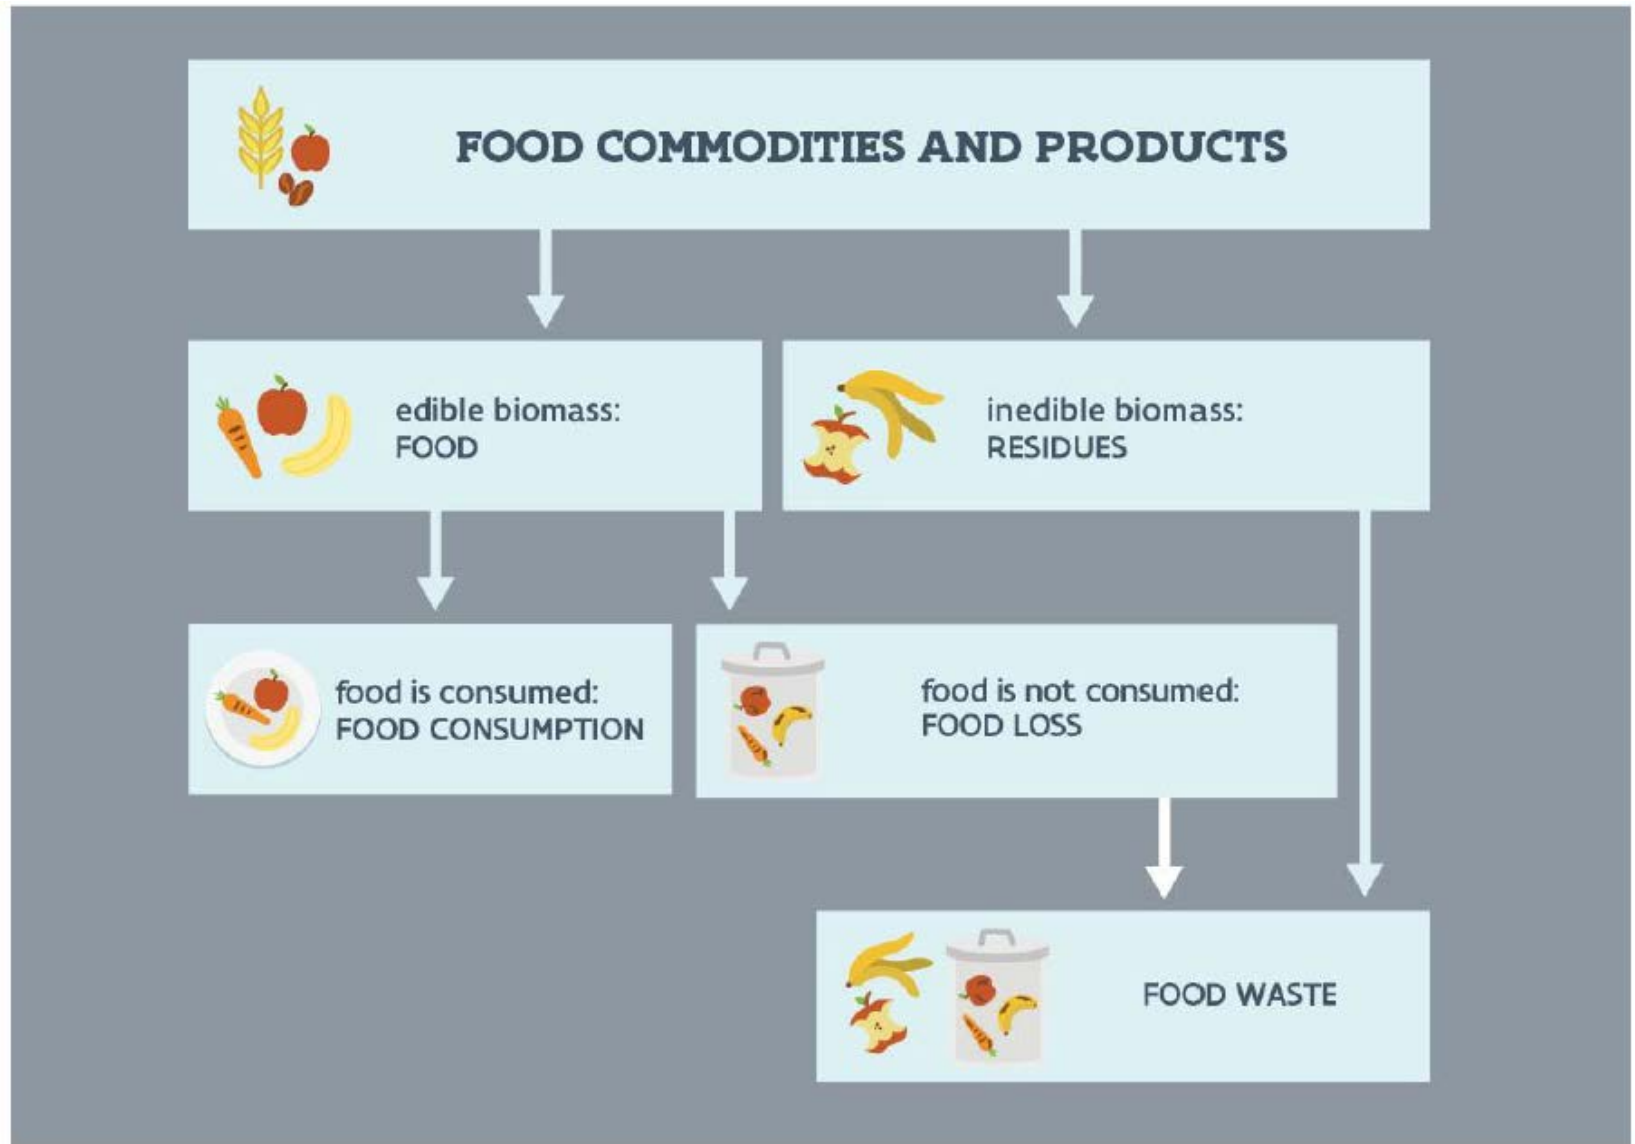 FOOD COMMODITIES AND PRODUCTS
edible biomass:
FOOD
inedible biomass:
RESIDUES
food is consumed:
FOOD CONSUMPTION
food is not consumed:
FOOD LOSS
FOOD WASTE